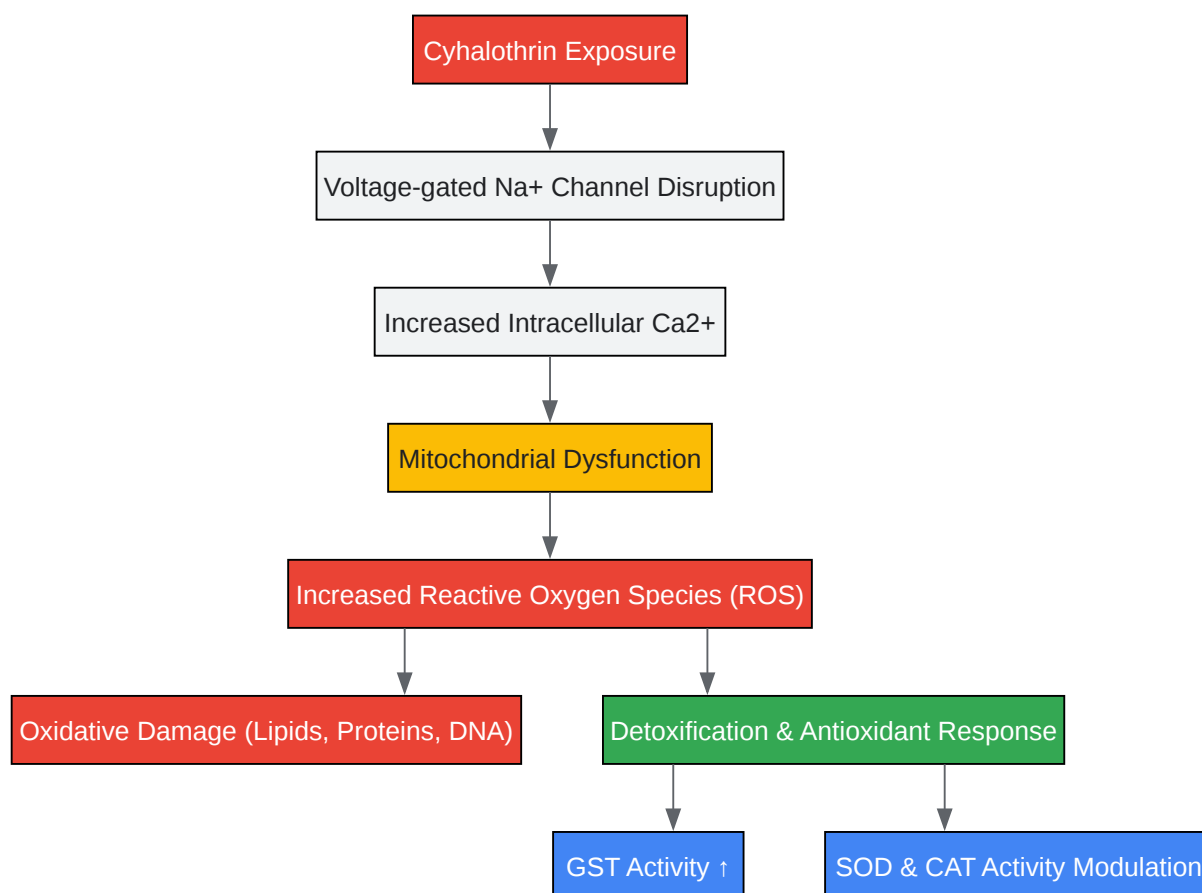 Cyhalothrin Exposure
Voltage-gated Na+ Channel Disruption
Increased Intracellular Ca2+
Mitochondrial Dysfunction
Increased Reactive Oxygen Species (ROS)
Oxidative Damage (Lipids, Proteins, DNA)
Detoxification & Antioxidant Response
GST Activity ↑
SOD & CAT Activity Modulation